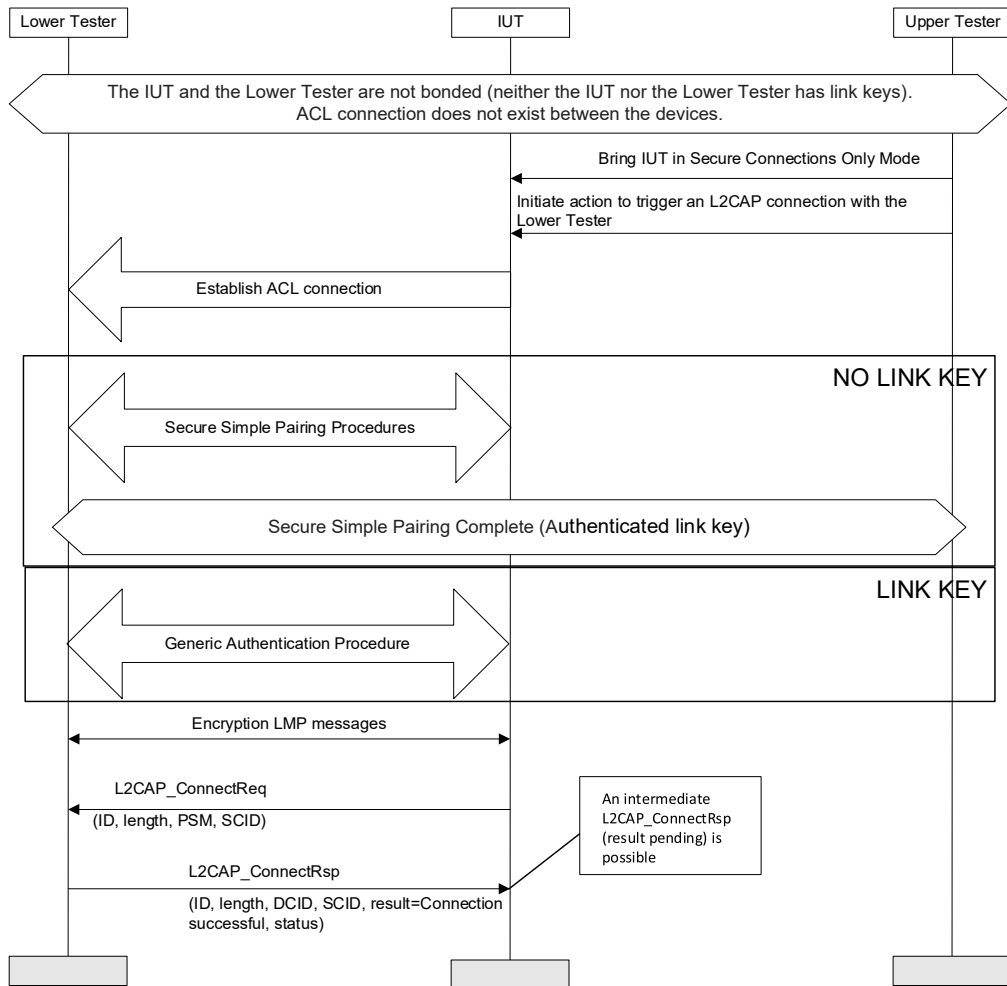 Lower Tester
IUT
Upper Tester
The IUT and the Lower Tester are not bonded (neither the IUT nor the Lower Tester has link keys).
ACL connection does not exist between the devices.
Bring IUT in Secure Connections Only Mode
Initiate action to trigger an L2CAP connection with the
Lower Tester
Establish ACL connection
NO LINK KEY
Secure Simple Pairing Procedures
Secure Simple Pairing Complete (Authenticated link key)
LINK KEY
Generic Authentication Procedure
Encryption LMP messages
L2CAP_ConnectReq
(ID, length, PSM, SCID)
An intermediate
L2CAP_ConnectRsp
(result pending) is
possible
L2CAP_ConnectRsp
(ID, length, DCID, SCID, result=Connection
successful, status)